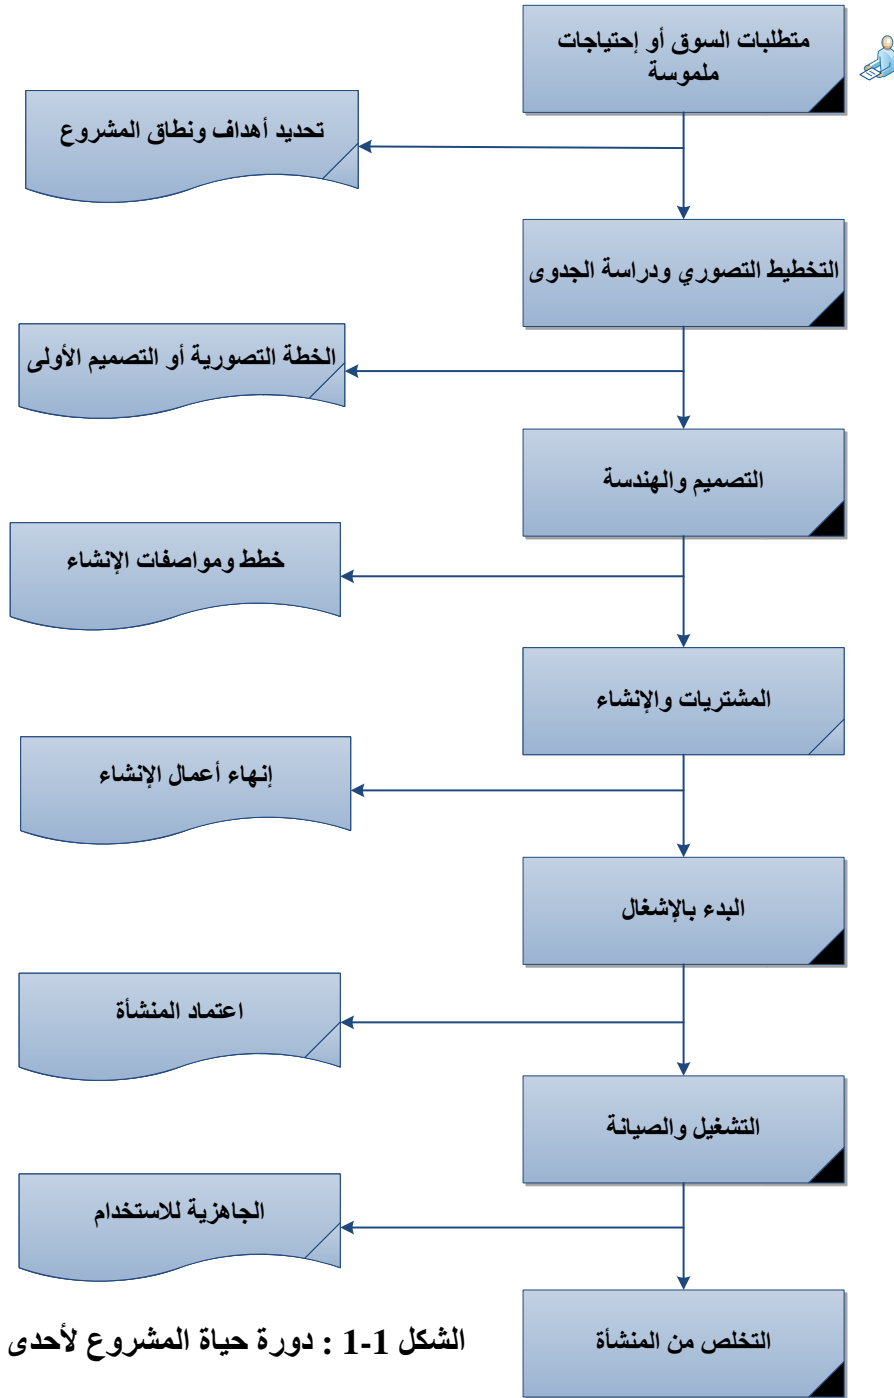 متطلبات السوق أو إحتياجات
ملموسة
تحديد أهداف ونطاق المشروع
التخطيط التصوري ودراسة الجدوى
الخطة التصورية أو التصميم الأولى
التصميم والهندسة
خطط ومواصفات الإنشاء
المشتريات والإنشاء
إنهاء أعمال الإنشاء
البدء بالإشغال
اعتماد المنشأة
التشغيل والصيانة
الجاهزية للاستخدام
التخلص من المنشأة
الشكل 1-1 : دورة حياة المشروع لأحدى